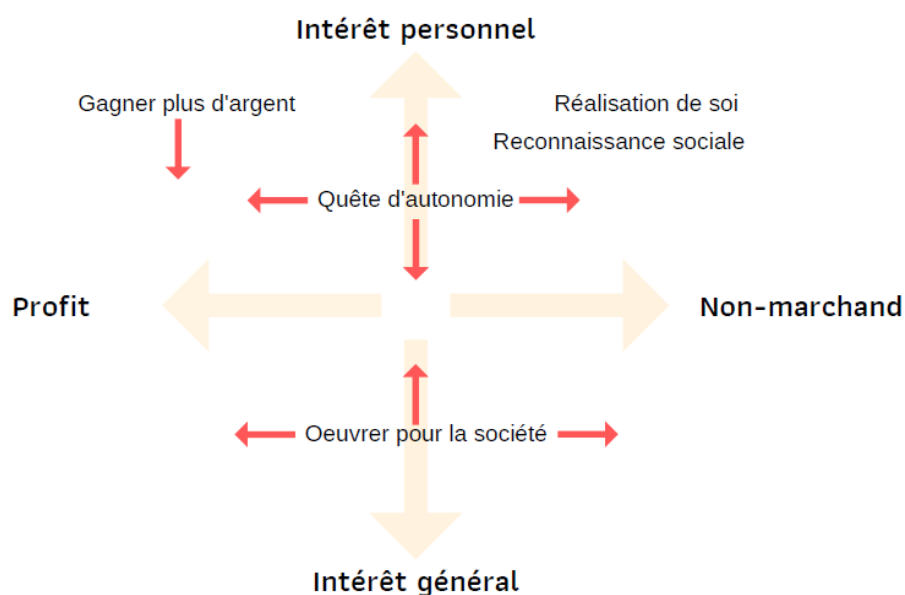 Intérêt personnel
Gagner plus d'argent
Réalisation de soi
Reconnaissance sociale
Quête d'autonomie
Profit
Non-marchand
Oeuvrer pour la société
Intérêt général